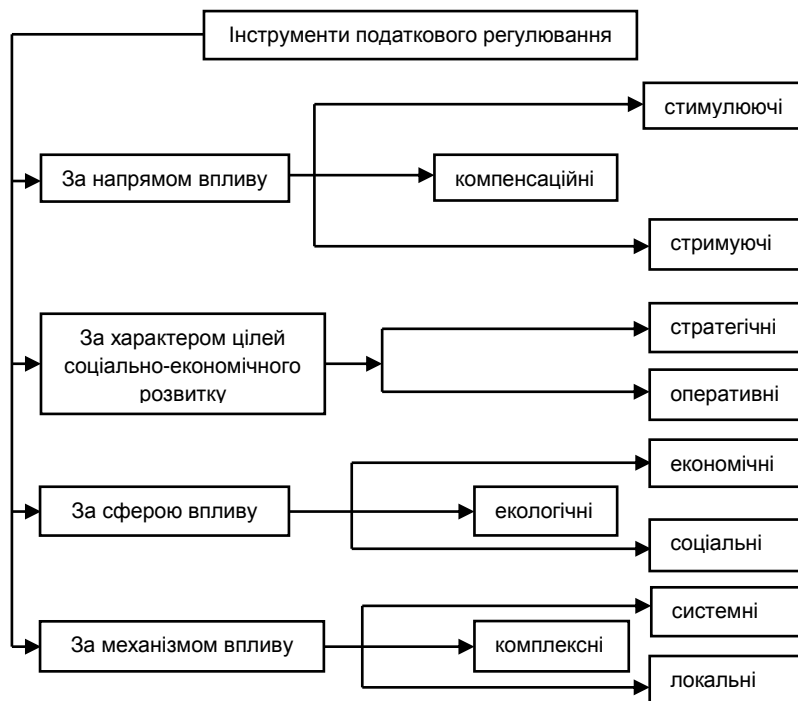 Інструменти податкового регулювання
За напрямом впливу
стимулюючі
компенсаційні
стримуючі
За характером цілей
соціально-економічного
розвитку
стратегічні
оперативні
За сферою впливу
економічні
екологічні
соціальні
За механізмом впливу
системні
комплексні
локальні